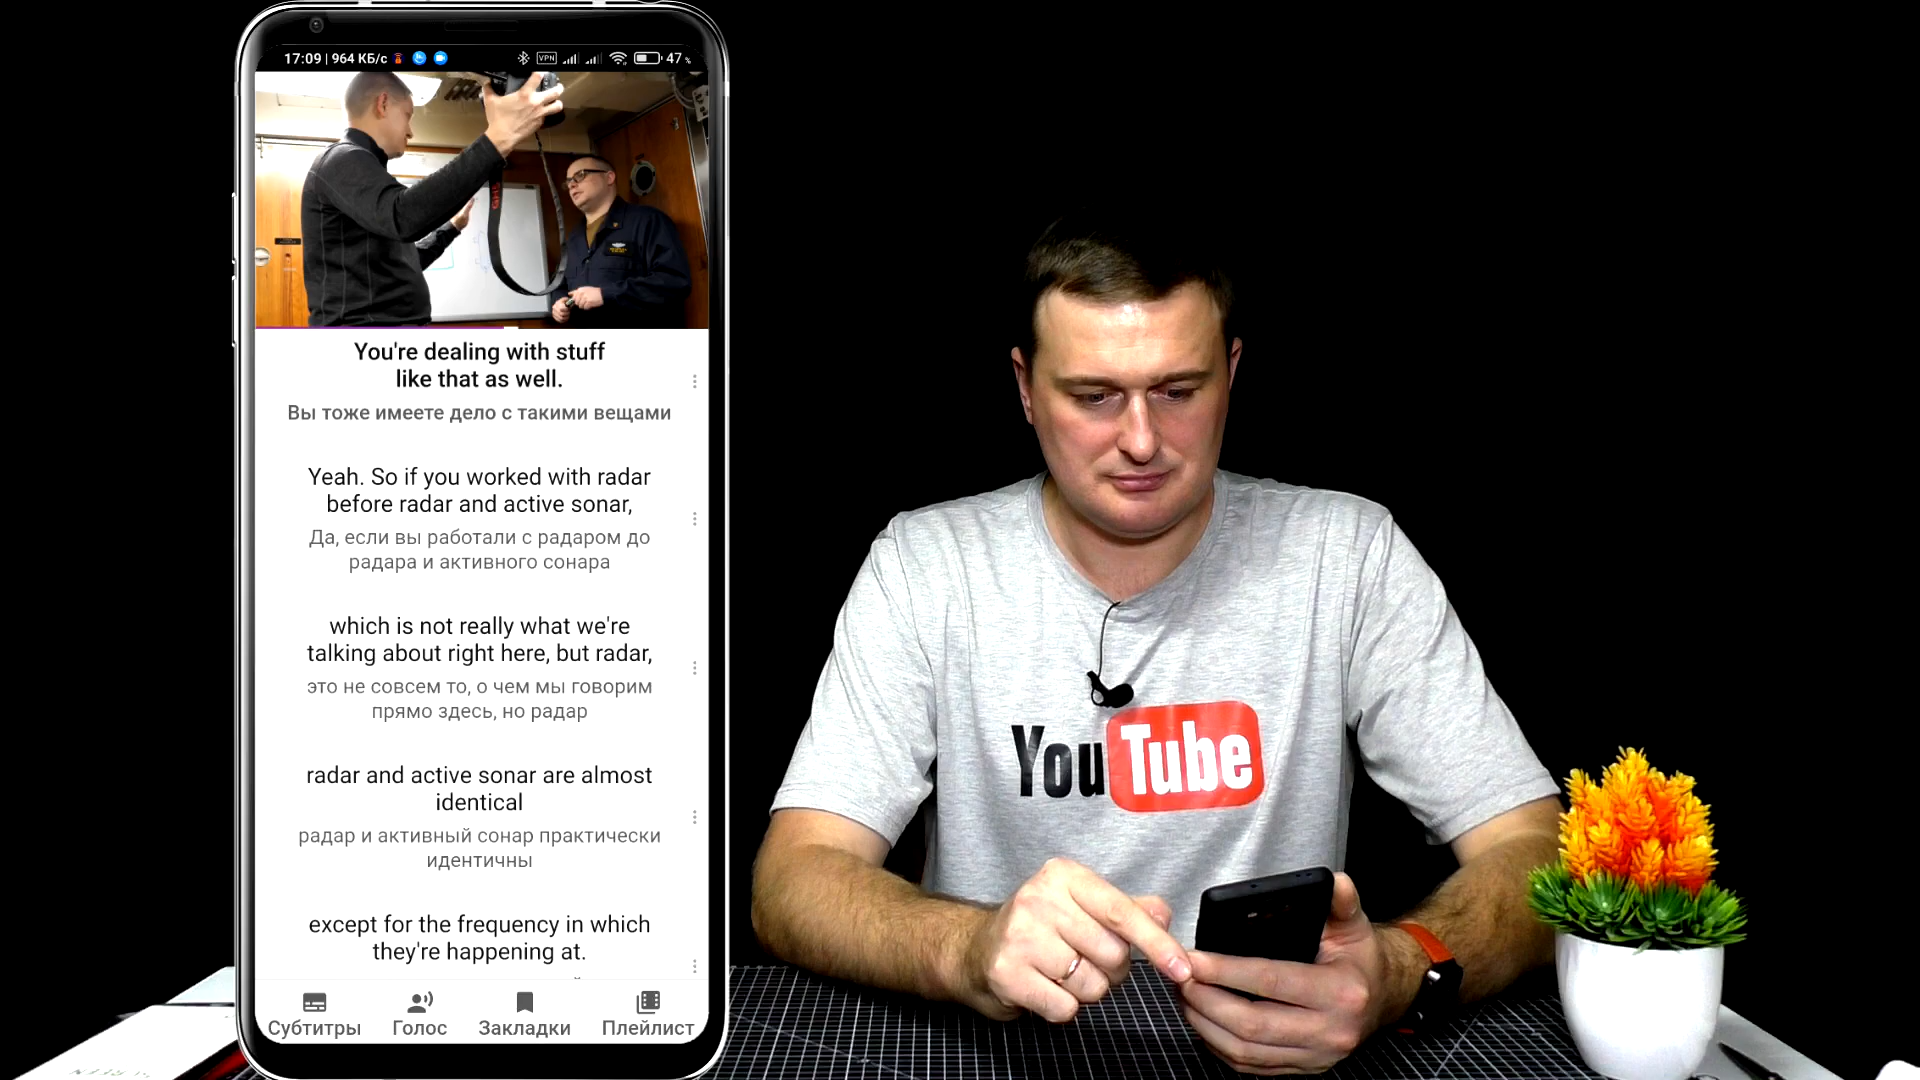 17:09 | 964 КБ/с
VPN
47 %
GH5
You're dealing with stuff
like that as well.
Вы тоже имеете дело с такими вещами
Yeah. So if you worked with radar
before radar and active sonar,
Да, если вы работали с радаром до
радара и активного сонара
which is not really what we're
talking about right here, but radar,
это не совсем то, о чем мы говорим
прямо здесь, но радар
radar and active sonar are almost
identical
радар и активный сонар практически
идентичны
except for the frequency in which
they're happening at.
Субтитры
Голос
Закладки
Плейлист
YouTube